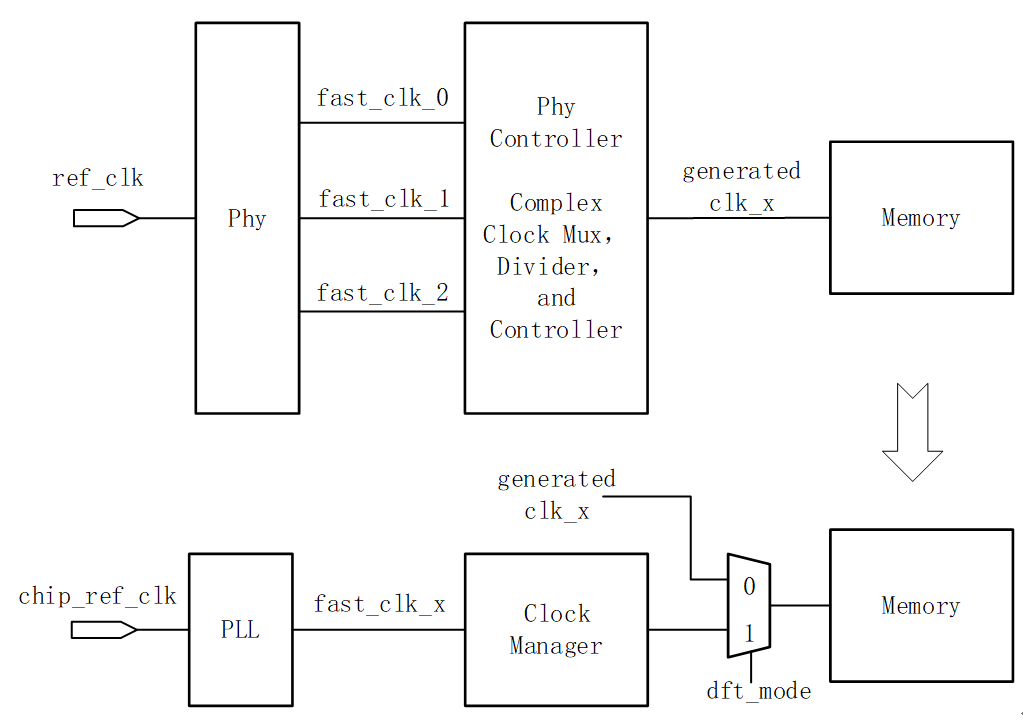 fast_clk_0
Phy
Controller
ref_clk
fast_clk_1
generated
clk_x
Phy
Complex
Clock Mux,
Divider,
and
Controller
Memory
fast_clk_2
generated
clk_x
chip_ref_clk
PLL
fast_clk_x
Clock
Manager
0
1
dft_mode
Memory